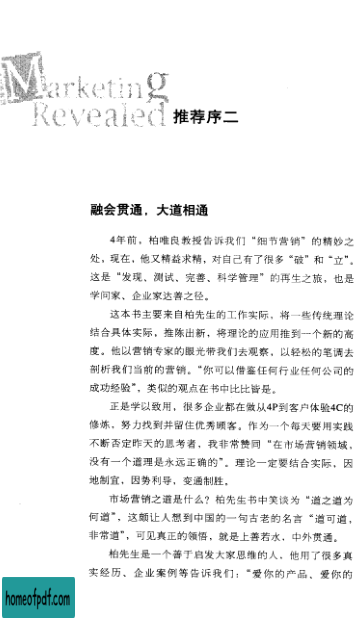 Marketing
Revealed 推荐序二
融会贯通，大道相通
4年前，柏唯良教授告诉我们“细节营销”的精妙之
处，现在，他又精益求精，对自己有了很多“破”和“立”。
这是“发现、测试、完善、科学管理”的再生之旅，也是
学问家、企业家达善之径。
这本书主要来自柏先生的工作实际，将一些传统理论
结合具体实际，推陈出新，将理论的应用推到一个新的高
度。他以营销专家的眼光带我们去观察，以轻松的笔调去
剖析我们当前的营销。“你可以借鉴任何行业任何公司的
成功经验”，类似的观点在书中比比皆是。
正是学以致用，很多企业都在做从4P到客户体验4C的
修炼，努力找到并留住优秀顾客。作为一个每天要用实践
不断否定昨天的思考者，我非常赞同“在市场营销领域，
没有一个道理是永远正确的”。理论一定要结合实际，因
地制宜，因势利导，变通制胜。
市场营销之道是什么？柏先生书中笑谈为“道之道为
何道”，这颇让人想到中国的一句古老的名言“道可道，
非常道”，可见真正的领悟，就是上善若水，中外贯通。
柏先生是一个善于启发大家思维的人，他用了很多真
实经历、企业案例等告诉我们：“爱你的产品、爱你的
homeofpdf.com